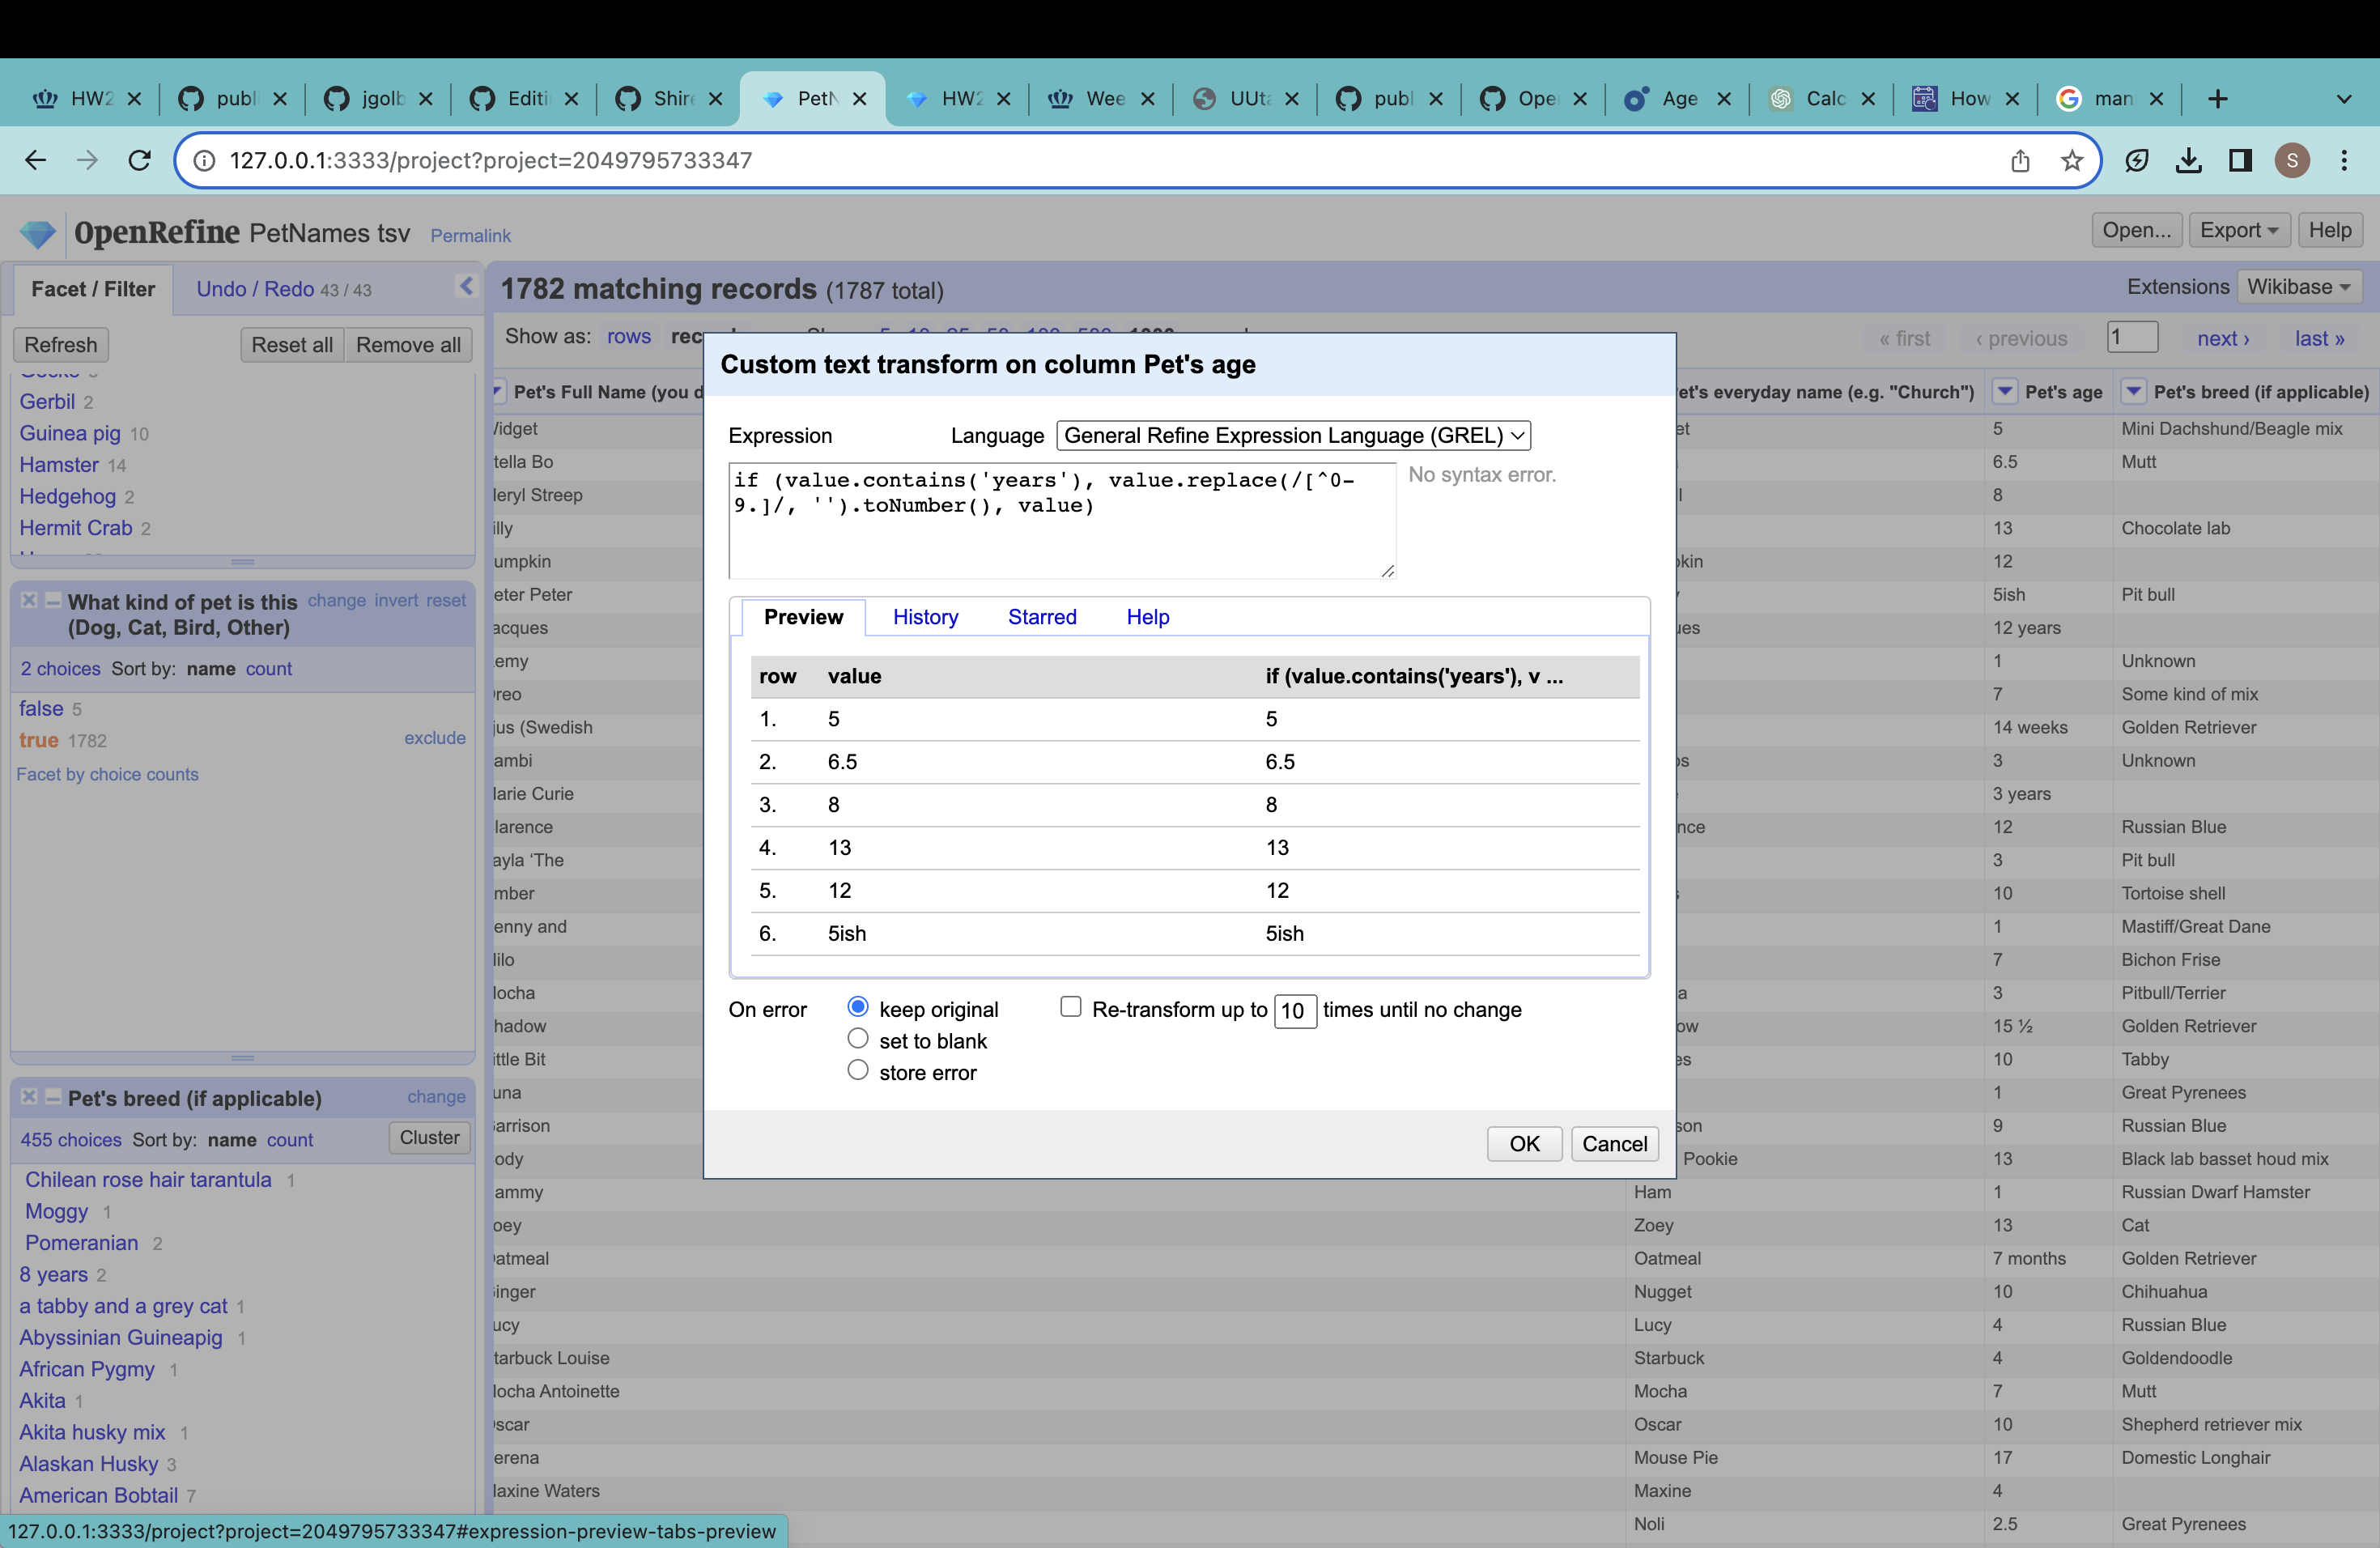 HW2
publ
jgolb
Editi
Shire
PetN
HW2
Wee
UUta
publ
Ope
Age
Calc
How
man
127.0.0.1:3333/project?project=2049795733347
S
OpenRefine PetNames tsv Permalink
Open... Export Help
Facet / Filter Undo / Redo 43 / 43
1782 matching records (1787 total)
Extensions Wikibase
Refresh Reset all Remove all
Show as: rows
« first ‹ previous 1 next › last »
Gerbil 2
Guinea pig 10
Hamster 14
Hedgehog 2
Hermit Crab 2
What kind of pet is this change invert reset
(Dog, Cat, Bird, Other)
2 choices Sort by: name count
false 5
true 1782 exclude
Facet by choice counts
Pet's breed (if applicable) change
455 choices Sort by: name count Cluster
Chilean rose hair tarantula 1
Moggy 1
Pomeranian 2
8 years 2
a tabby and a grey cat 1
Abyssinian Guineapig 1
African Pygmy 1
Akita 1
Akita husky mix 1
Alaskan Husky 3
American Bobtail 7
127.0.0.1:3333/project?project=2049795733347#expression-preview-tabs-preview
Custom text transform on column Pet's age
Expression Language General Refine Expression Language (GREL)
if (value.contains('years'), value.replace(/[^0-
9.]/, '').toNumber(), value)
No syntax error.
Preview History Starred Help
row value if (value.contains('years'), v ...
1. 5 5
2. 6.5 6.5
3. 8 8
4. 13 13
5. 12 12
6. 5ish 5ish
On error keep original Re-transform up to 10 times until no change
set to blank
store error
OK Cancel
Pet's Full Name (you d
et's everyday name (e.g. "Church") Pet's age Pet's breed (if applicable)
idget et 5 Mini Dachshund/Beagle mix
tella Bo 6.5 Mutt
eryl Streep 8
illy 13 Chocolate lab
umpkin kin 12
eter Peter 5ish Pit bull
acques ues 12 years
emy 1 Unknown
reo 7 Some kind of mix
jus (Swedish 14 weeks Golden Retriever
ambi os 3 Unknown
arie Curie 3 years
larence nce 12 Russian Blue
ayla ‘The 3 Pit bull
mber 10 Tortoise shell
enny and 1 Mastiff/Great Dane
ilo 7 Bichon Frise
ocha a 3 Pitbull/Terrier
hadow ow 15 ½ Golden Retriever
ittle Bit es 10 Tabby
una 1 Great Pyrenees
arrison son 9 Russian Blue
ody Pookie 13 Black lab basset houd mix
ammy Ham 1 Russian Dwarf Hamster
oey Zoey 13 Cat
atmeal Oatmeal 7 months Golden Retriever
inger Nugget 10 Chihuahua
ucy Lucy 4 Russian Blue
tarbuck Louise Starbuck 4 Goldendoodle
ocha Antoinette Mocha 7 Mutt
scar Oscar 10 Shepherd retriever mix
erena Mouse Pie 17 Domestic Longhair
axine Waters Maxine 4
Noli 2.5 Great Pyrenees